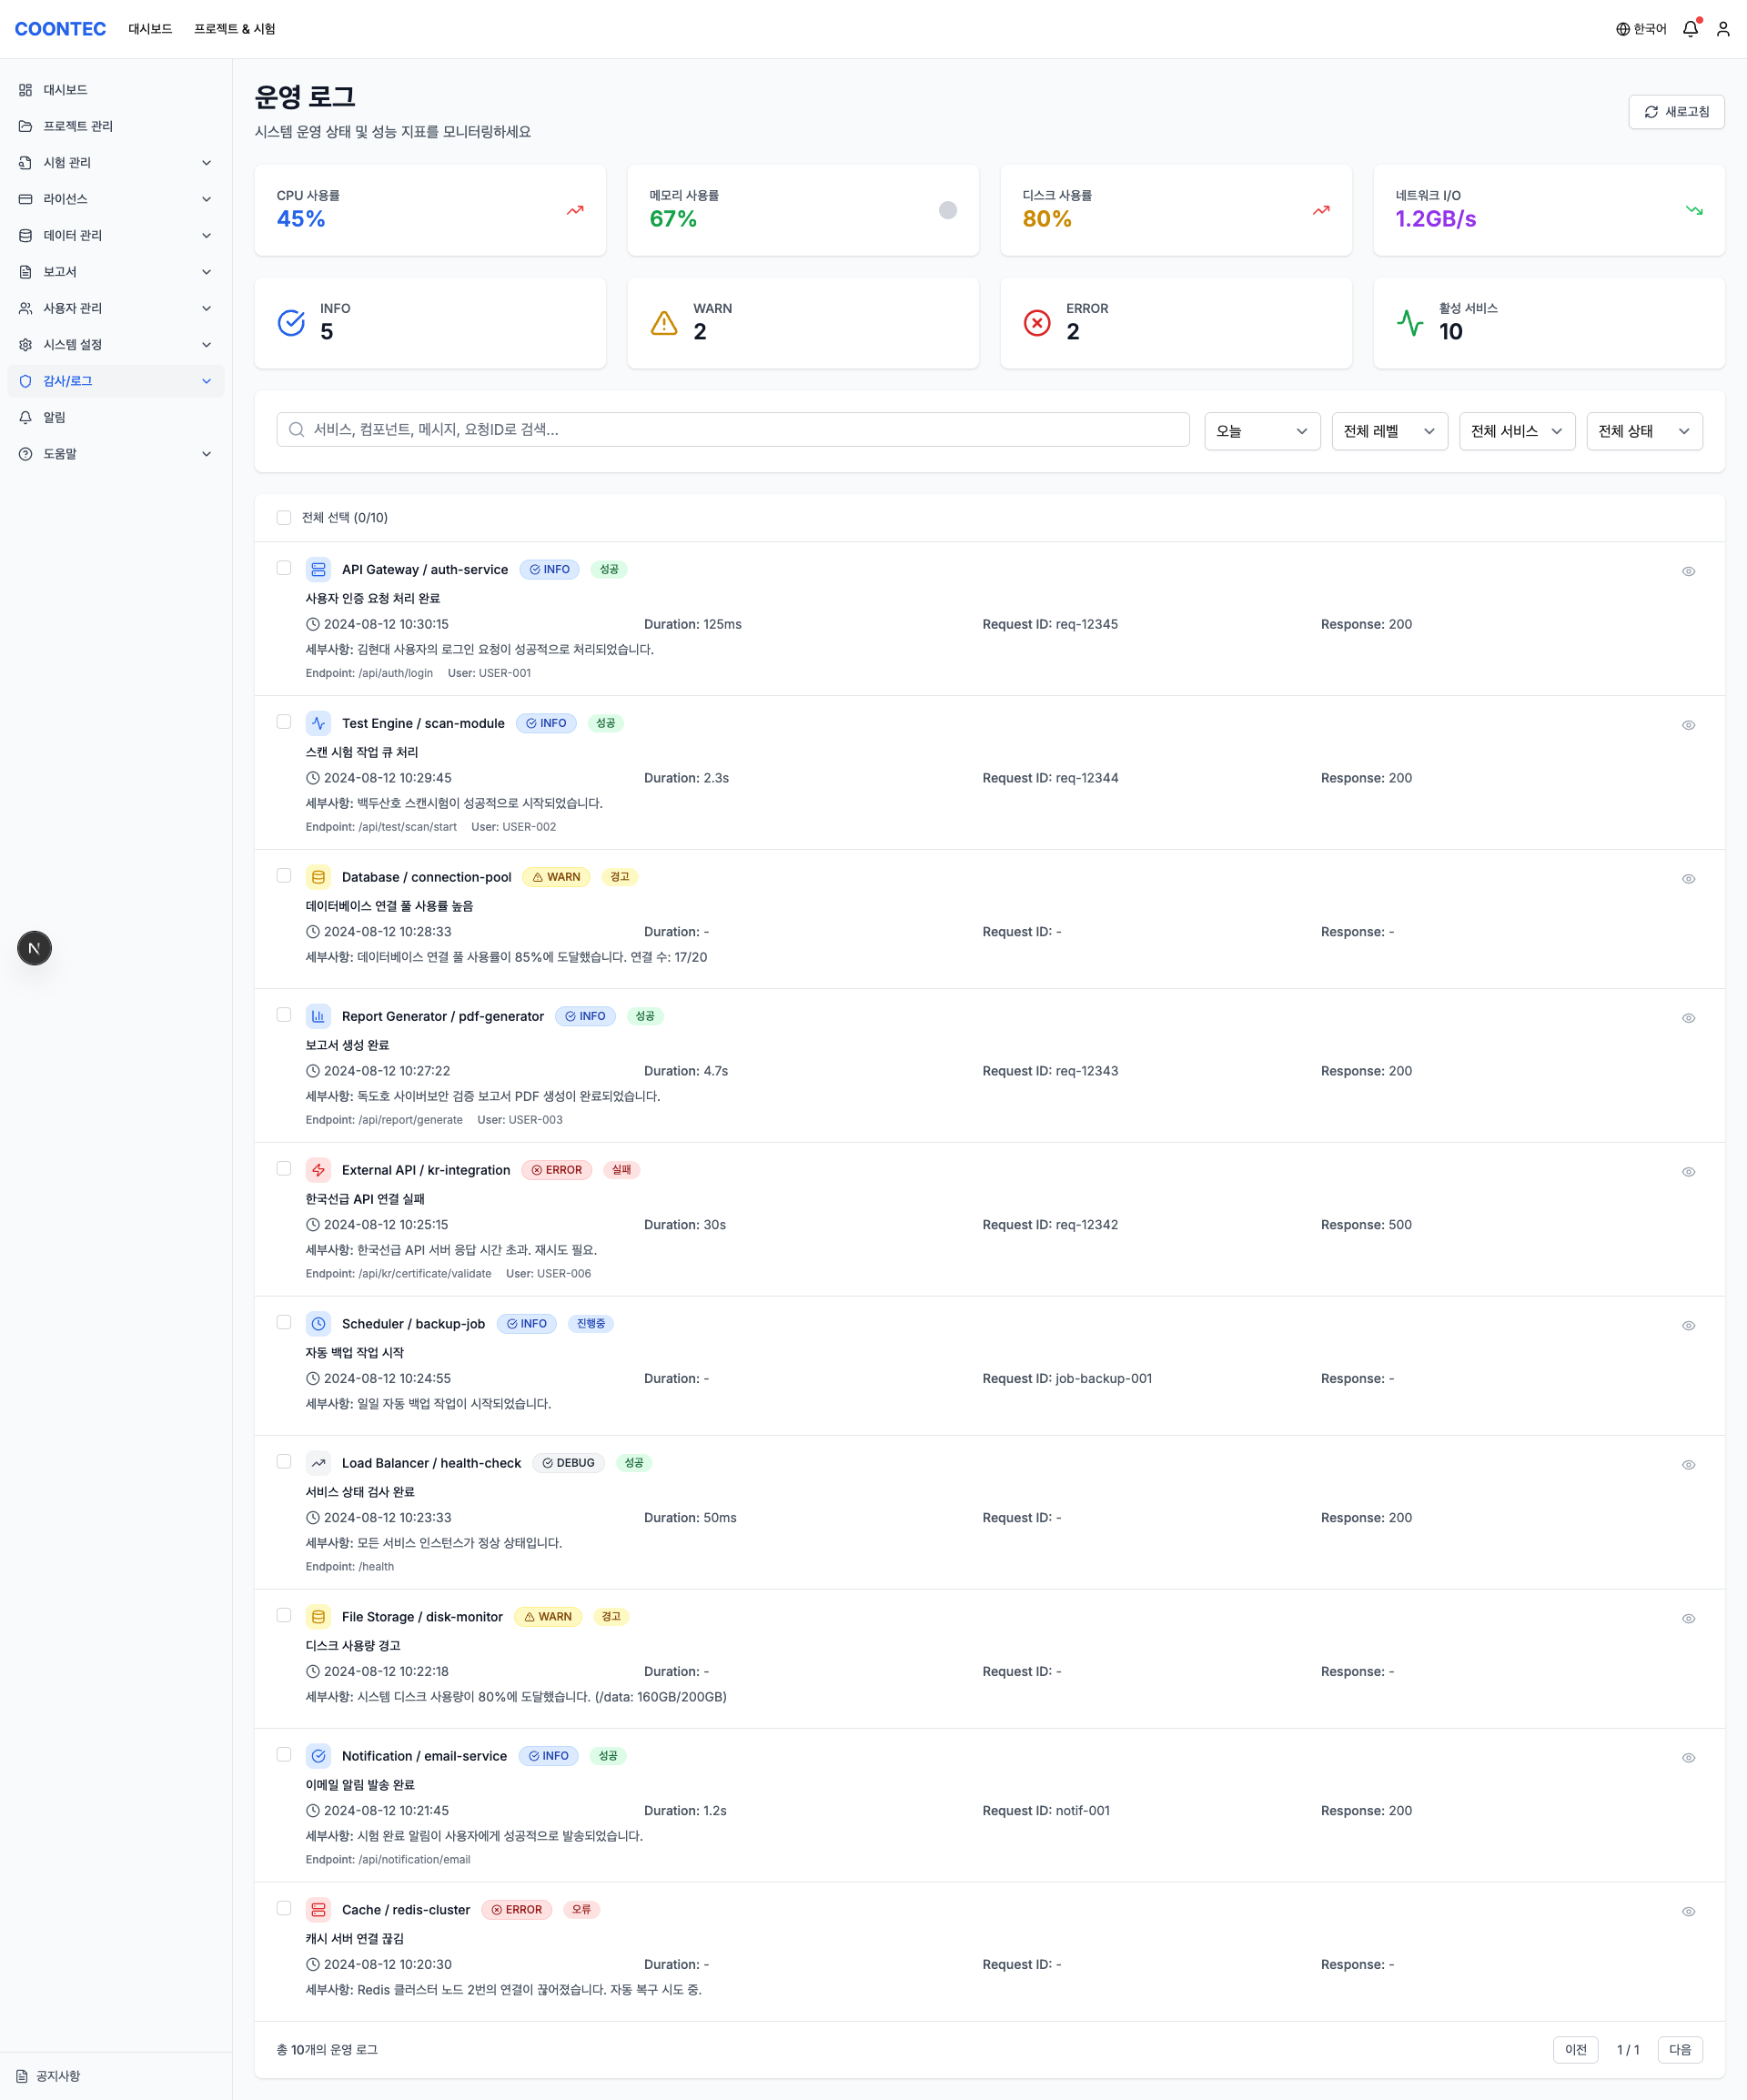 COONTEC 대시보드 프로젝트 & 시험 한국어
대시보드
프로젝트 관리
시험 관리
라이선스
데이터 관리
보고서
사용자 관리
시스템 설정
감사/로그
알림
도움말
공지사항
운영 로그
시스템 운영 상태 및 성능 지표를 모니터링하세요
새로고침
CPU 사용률
45%
메모리 사용률
67%
디스크 사용률
80%
네트워크 I/O
1.2GB/s
INFO
5
WARN
2
ERROR
2
활성 서비스
10
서비스, 컴포넌트, 메시지, 요청ID로 검색... 오늘 전체 레벨 전체 서비스 전체 상태
전체 선택 (0/10)
API Gateway / auth-service INFO 성공
사용자 인증 요청 처리 완료
2024-08-12 10:30:15 Duration: 125ms Request ID: req-12345 Response: 200
세부사항: 김현대 사용자의 로그인 요청이 성공적으로 처리되었습니다.
Endpoint: /api/auth/login User: USER-001
Test Engine / scan-module INFO 성공
스캔 시험 작업 큐 처리
2024-08-12 10:29:45 Duration: 2.3s Request ID: req-12344 Response: 200
세부사항: 백두산호 스캔시험이 성공적으로 시작되었습니다.
Endpoint: /api/test/scan/start User: USER-002
Database / connection-pool WARN 경고
데이터베이스 연결 풀 사용률 높음
2024-08-12 10:28:33 Duration: - Request ID: - Response: -
세부사항: 데이터베이스 연결 풀 사용률이 85%에 도달했습니다. 연결 수: 17/20
Report Generator / pdf-generator INFO 성공
보고서 생성 완료
2024-08-12 10:27:22 Duration: 4.7s Request ID: req-12343 Response: 200
세부사항: 독도호 사이버보안 검증 보고서 PDF 생성이 완료되었습니다.
Endpoint: /api/report/generate User: USER-003
External API / kr-integration ERROR 실패
한국선급 API 연결 실패
2024-08-12 10:25:15 Duration: 30s Request ID: req-12342 Response: 500
세부사항: 한국선급 API 서버 응답 시간 초과. 재시도 필요.
Endpoint: /api/kr/certificate/validate User: USER-006
Scheduler / backup-job INFO 진행중
자동 백업 작업 시작
2024-08-12 10:24:55 Duration: - Request ID: job-backup-001 Response: -
세부사항: 일일 자동 백업 작업이 시작되었습니다.
Load Balancer / health-check DEBUG 성공
서비스 상태 검사 완료
2024-08-12 10:23:33 Duration: 50ms Request ID: - Response: 200
세부사항: 모든 서비스 인스턴스가 정상 상태입니다.
Endpoint: /health
File Storage / disk-monitor WARN 경고
디스크 사용량 경고
2024-08-12 10:22:18 Duration: - Request ID: - Response: -
세부사항: 시스템 디스크 사용량이 80%에 도달했습니다. (/data: 160GB/200GB)
Notification / email-service INFO 성공
이메일 알림 발송 완료
2024-08-12 10:21:45 Duration: 1.2s Request ID: notif-001 Response: 200
세부사항: 시험 완료 알림이 사용자에게 성공적으로 발송되었습니다.
Endpoint: /api/notification/email
Cache / redis-cluster ERROR 오류
캐시 서버 연결 끊김
2024-08-12 10:20:30 Duration: - Request ID: - Response: -
세부사항: Redis 클러스터 노드 2번의 연결이 끊어졌습니다. 자동 복구 시도 중.
총 10개의 운영 로그 이전 1 / 1 다음
N